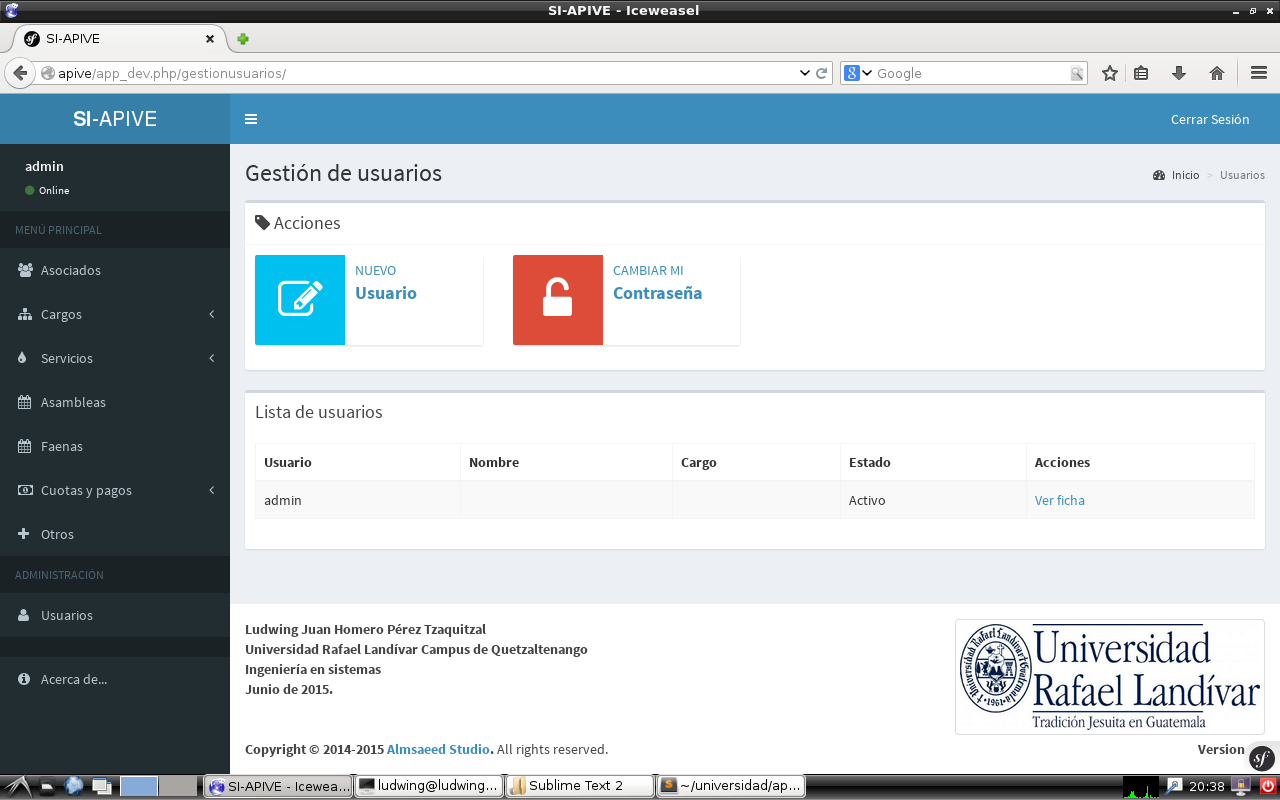 SI-APIVE - Iceweasel
SI-APIVE
apive/app_dev.php/gestionusuarios/
Google
SI-APIVE
Cerrar Sesión
admin
Online
MENÚ PRINCIPAL
Asociados
Cargos
Servicios
Asambleas
Faenas
Cuotas y pagos
Otros
ADMINISTRACIÓN
Usuarios
Acerca de...
Gestión de usuarios
Inicio > Usuarios
Acciones
NUEVO
Usuario
CAMBIAR MI
Contraseña
Lista de usuarios
Usuario Nombre Cargo Estado Acciones
admin Activo Ver ficha
Ludwing Juan Homero Pérez Tzaquitzal
Universidad Rafael Landívar Campus de Quetzaltenango
Ingeniería en sistemas
Junio de 2015.
Universidad
Rafael Landívar
Tradición Jesuita en Guatemala
Universidad Rafael Landívar Guatemala
1961
Copyright © 2014-2015 Almsaeed Studio. All rights reserved.
Version
SI-APIVE - Icewea...
ludwing@ludwing...
Sublime Text 2
~/universidad/ap...
20:38